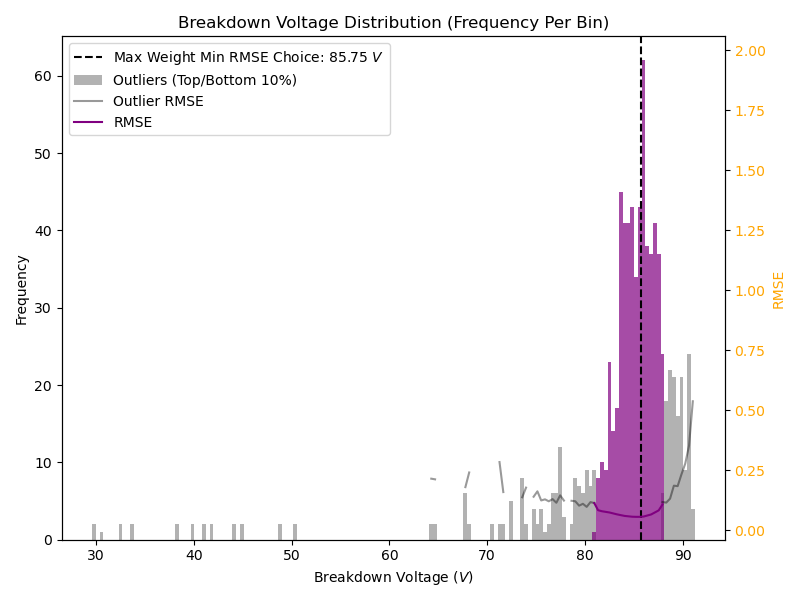 Breakdown Voltage Distribution (Frequency Per Bin)
Max Weight Min RMSE Choice: 85.75 V
Outliers (Top/Bottom 10%)
Outlier RMSE
RMSE
Frequency
60
50
40
30
20
10
0
2.00
1.75
1.50
1.25
1.00
0.75
0.50
0.25
0.00
RMSE
30 40 50 60 70 80 90
Breakdown Voltage (V)